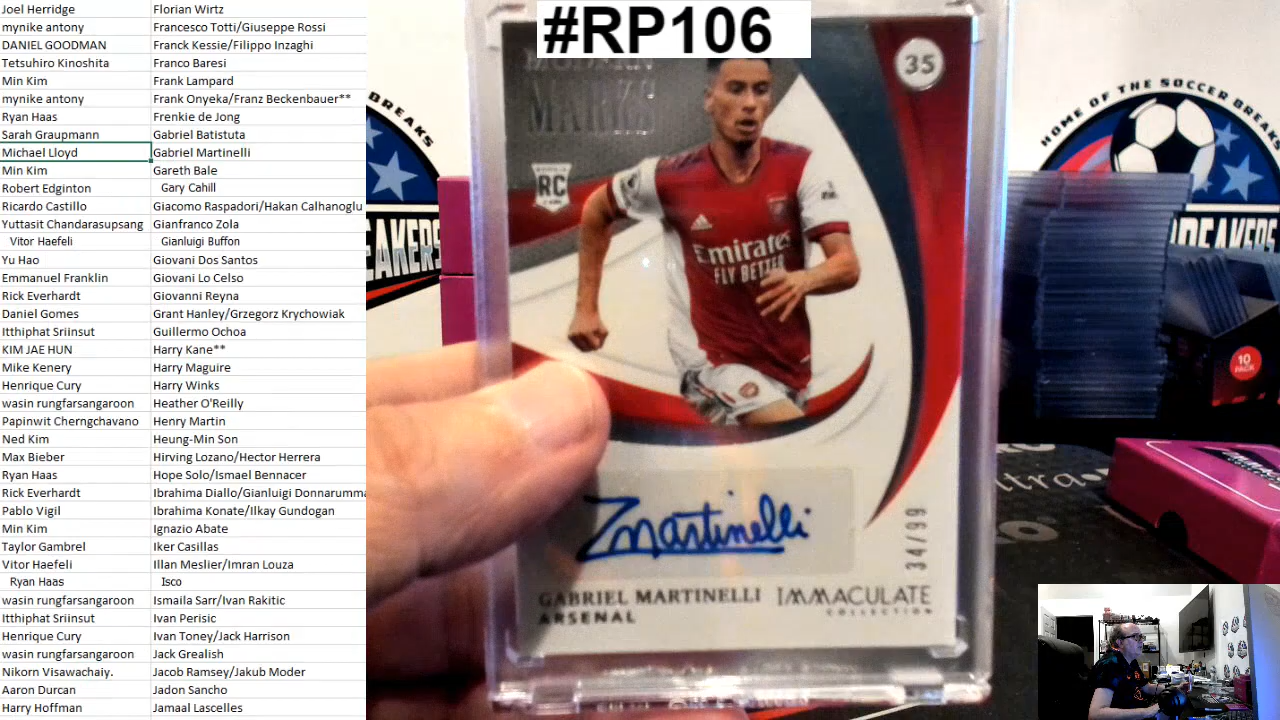 Joel Herridge Florian Wirtz
mynike antony Francesco Totti/Giuseppe Rossi
DANIEL GOODMAN Franck Kessie/Filippo Inzaghi
Tetsuhiro Kinoshita Franco Baresi
Min Kim Frank Lampard
mynike antony Frank Onyeka/Franz Beckenbauer**
Ryan Haas Frenkie de Jong
Sarah Graupmann Gabriel Batistuta
Michael Lloyd Gabriel Martinelli
Min Kim Gareth Bale
Robert Edginton Gary Cahill
Ricardo Castillo Giacomo Raspadori/Hakan Calhanoglu
Yuttasit Chandarasupsang Gianfranco Zola
Vitor Haefeli Gianluigi Buffon
Yu Hao Giovani Dos Santos
Emmanuel Franklin Giovani Lo Celso
Rick Everhardt Giovanni Reyna
Daniel Gomes Grant Hanley/Grzegorz Krychowiak
Itthiphat Sriinsut Guillermo Ochoa
KIM JAE HUN Harry Kane**
Mike Kenery Harry Maguire
Henrique Cury Harry Winks
wasin rungfarsangaroon Heather O'Reilly
Papinwit Cherngchavano Henry Martin
Ned Kim Heung-Min Son
Max Bieber Hirving Lozano/Hector Herrera
Ryan Haas Hope Solo/Ismael Bennacer
Rick Everhardt Ibrahima Diallo/Gianluigi Donnarumma
Pablo Vigil Ibrahima Konate/Ilkay Gundogan
Min Kim Ignazio Abate
Taylor Gambrel Iker Casillas
Vitor Haefeli Illan Meslier/Imran Louza
Ryan Haas Isco
wasin rungfarsangaroon Ismaila Sarr/Ivan Rakitic
Itthiphat Sriinsut Ivan Perisic
Henrique Cury Ivan Toney/Jack Harrison
wasin rungfarsangaroon Jack Grealish
Nikorn Visawachaiy. Jacob Ramsey/Jakub Moder
Aaron Durcan Jadon Sancho
Harry Hoffman Jamaal Lascelles
#RP106
MARKS
35
RC
Emirates
FLY BETTER
Martinelli
34/99
GABRIEL MARTINELLI
ARSENAL
IMMACULATE
COLLECTION
BREAKS
EAKERS
HOME OF THE SOCCER BREAKS
BREAKERS
10
PACK